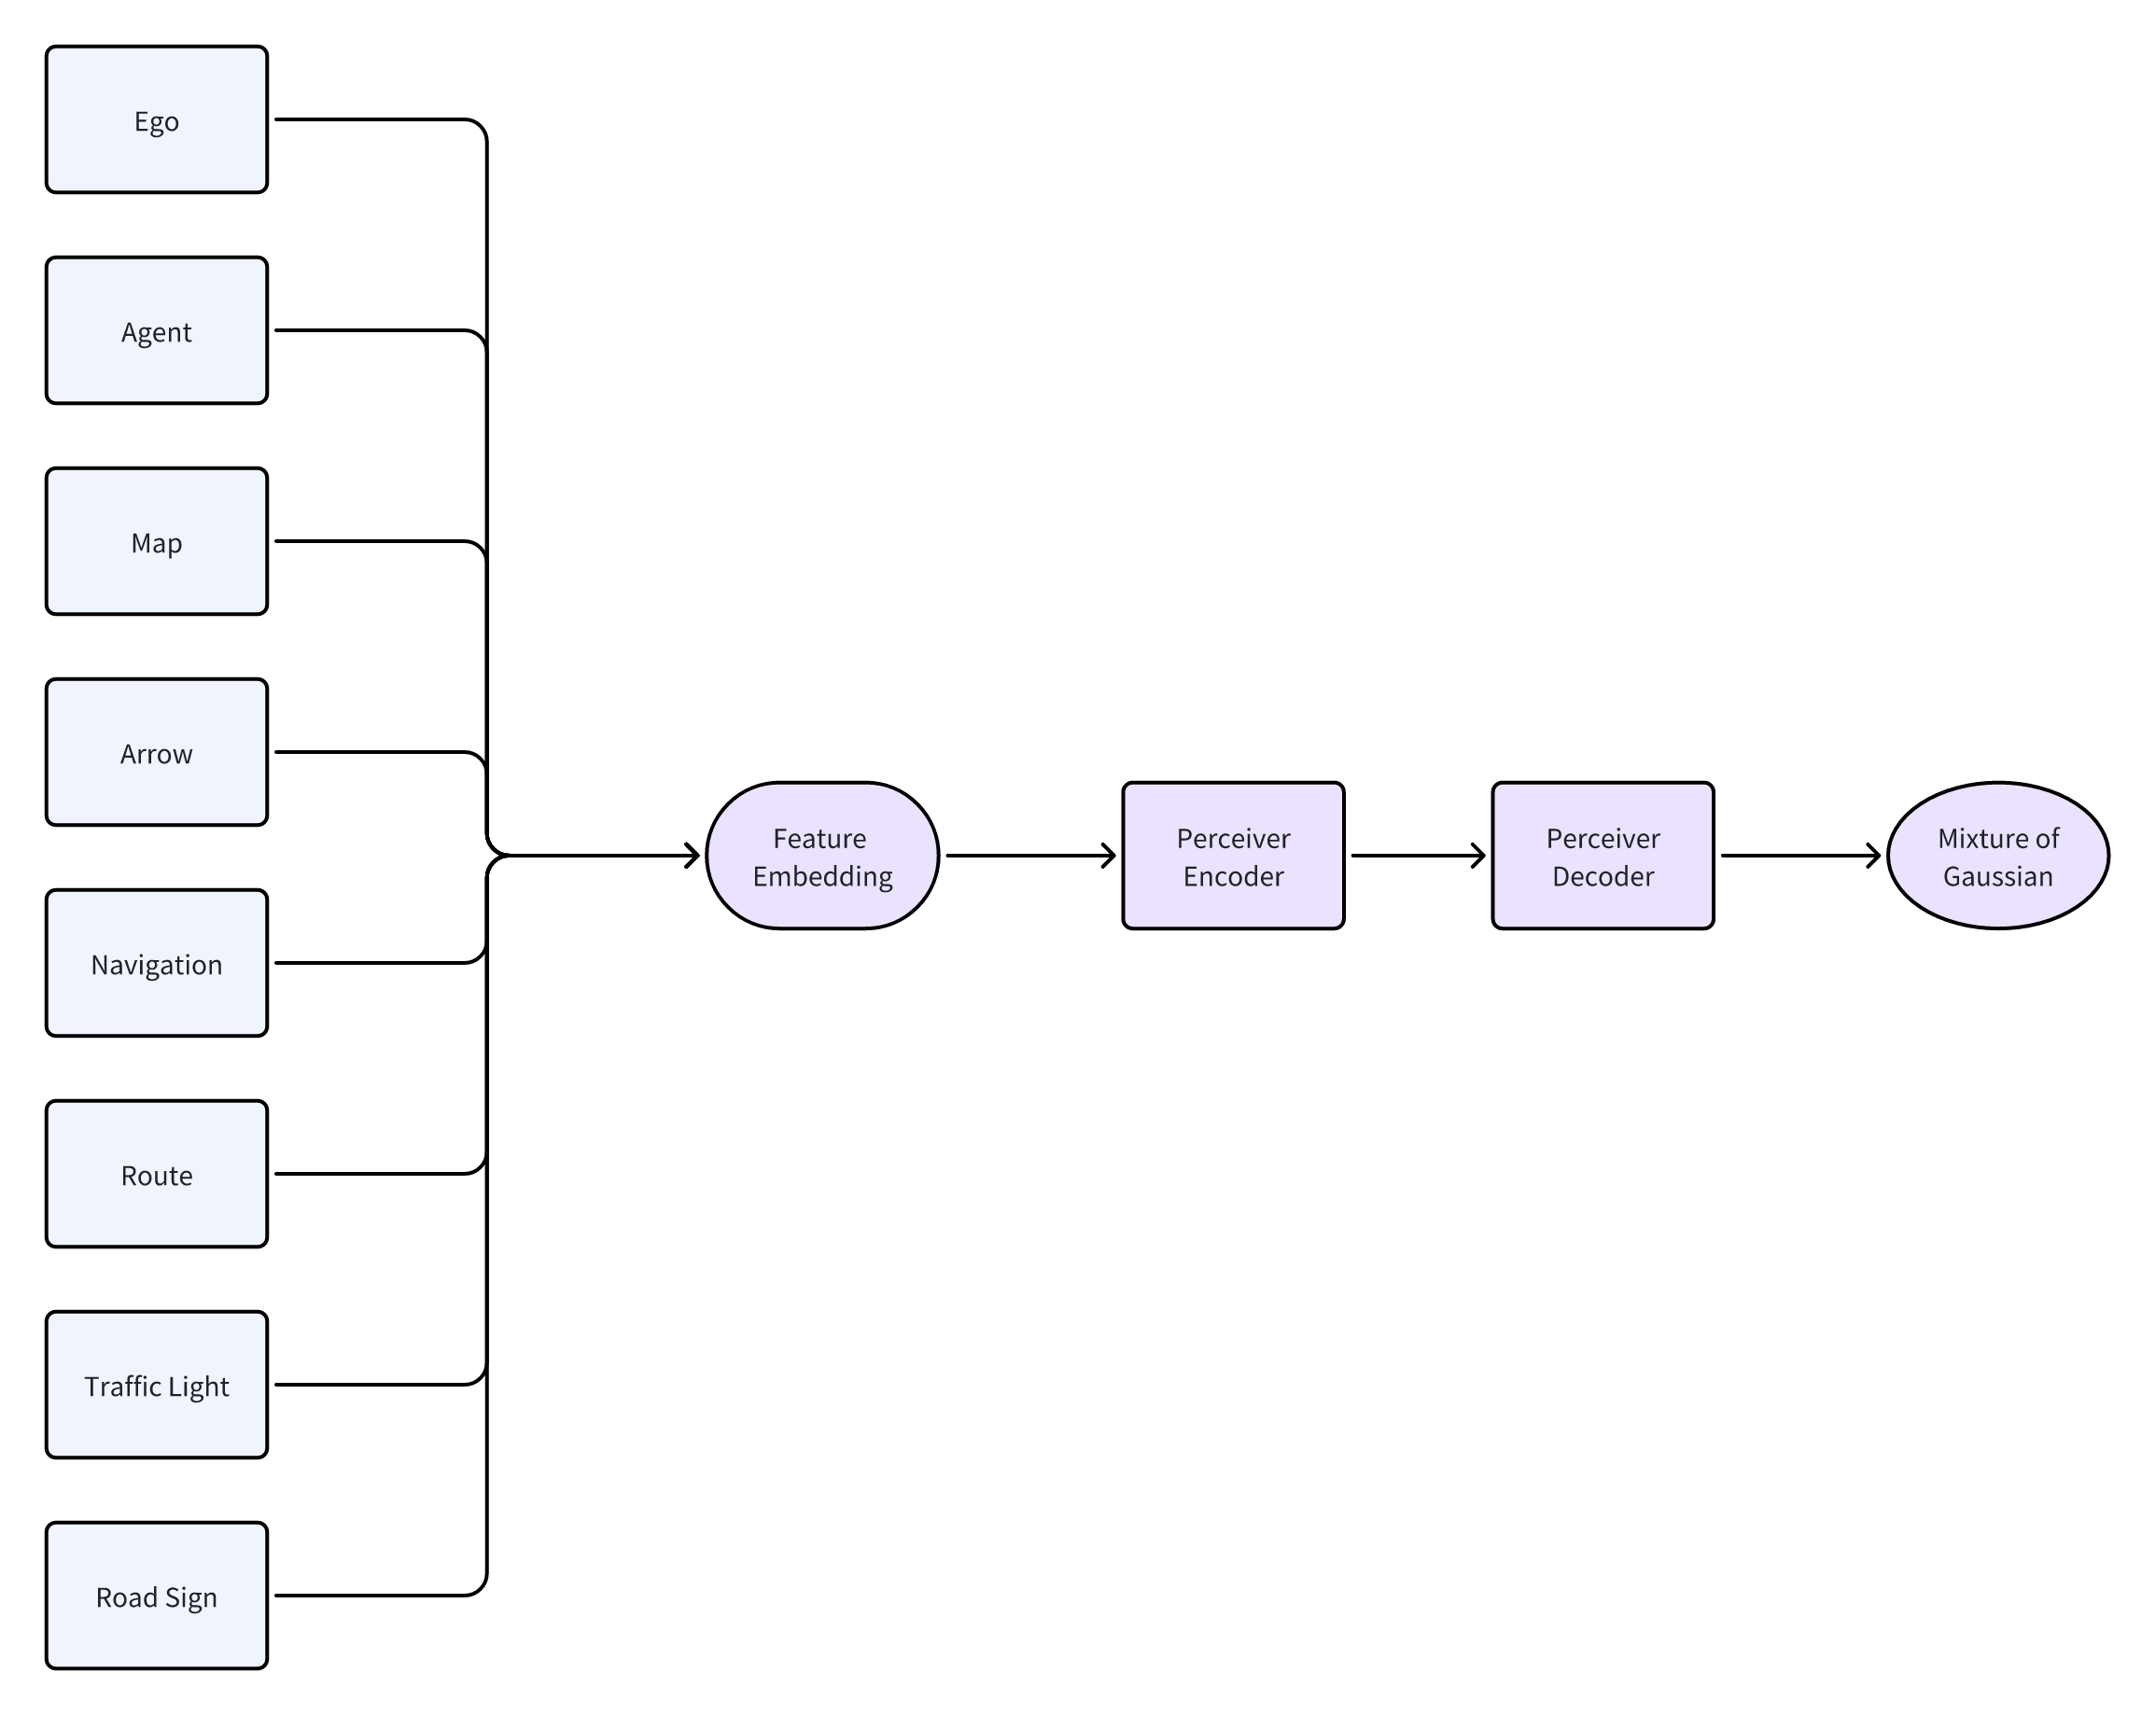 Ego
Agent
Map
Arrow
Navigation
Route
Traffic Light
Road Sign
Feature
Embedding
Perceiver
Encoder
Perceiver
Decoder
Mixture of
Gaussian